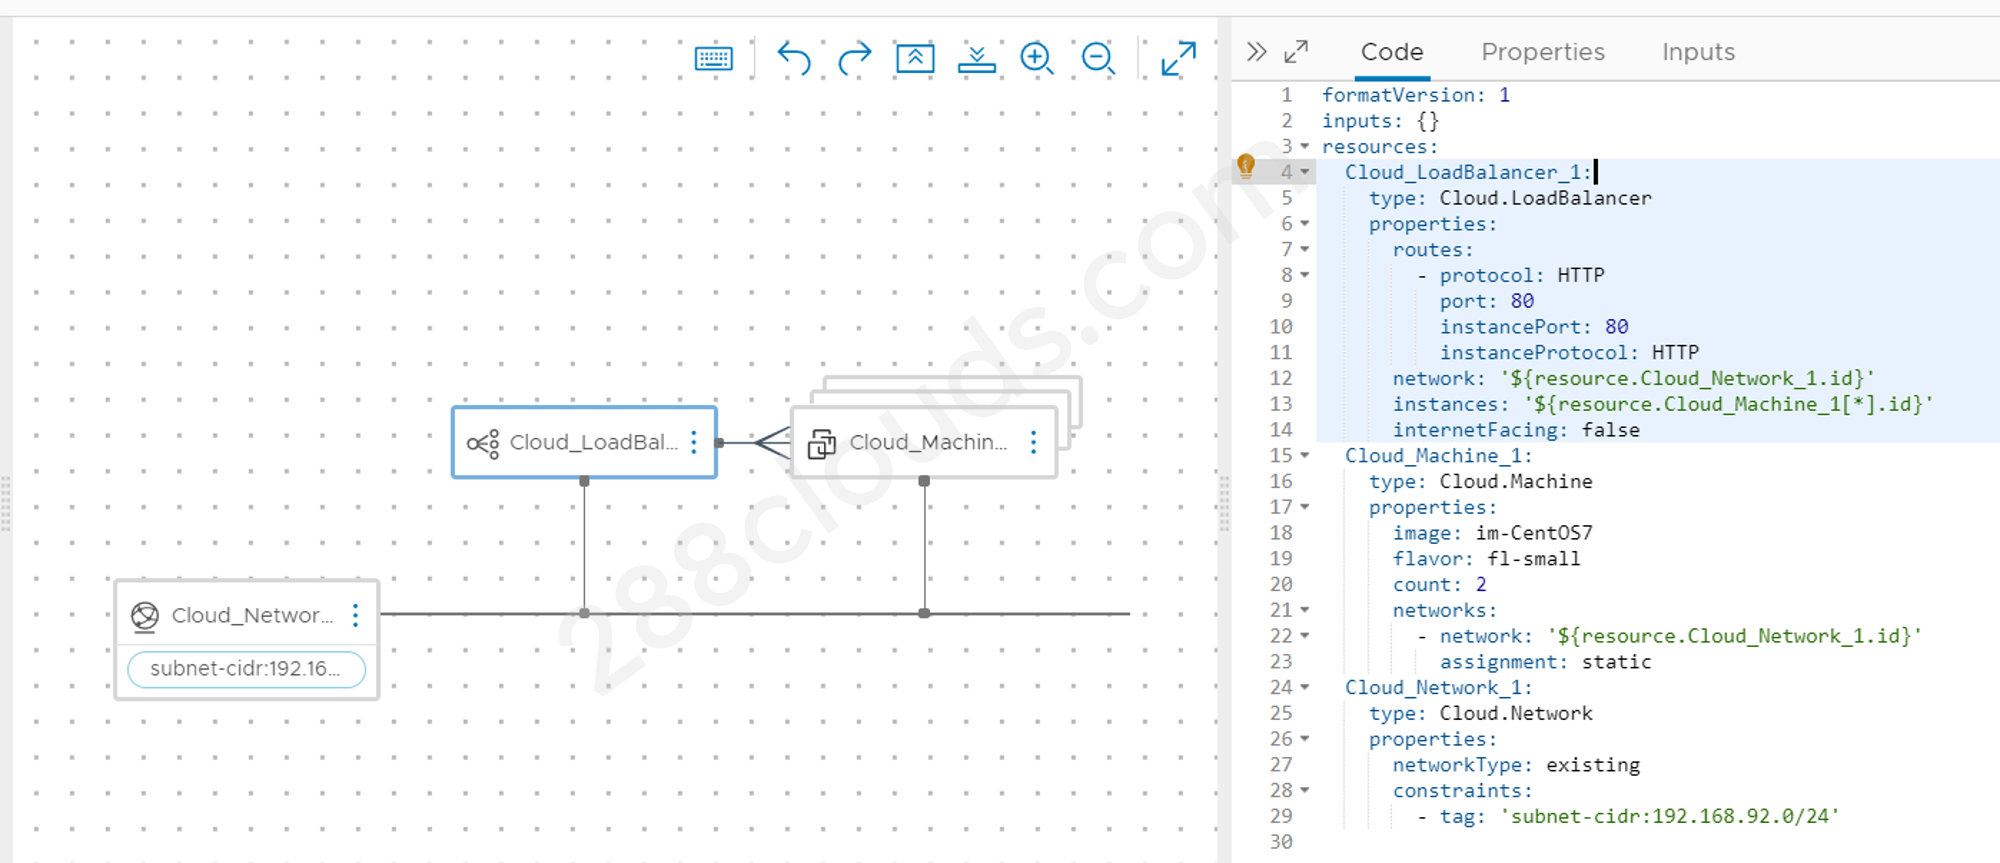 Code Properties Inputs
1 formatVersion: 1
2 inputs: {}
3 resources:
4 Cloud_LoadBalancer_1:
5 type: Cloud.LoadBalancer
6 properties:
7 routes:
8 - protocol: HTTP
9 port: 80
10 instancePort: 80
11 instanceProtocol: HTTP
12 network: '${resource.Cloud_Network_1.id}'
13 instances: '${resource.Cloud_Machine_1[*].id}'
14 internetFacing: false
15 Cloud_Machine_1:
16 type: Cloud.Machine
17 properties:
18 image: im-CentOS7
19 flavor: fl-small
20 count: 2
21 networks:
22 - network: '${resource.Cloud_Network_1.id}'
23 assignment: static
24 Cloud_Network_1:
25 type: Cloud.Network
26 properties:
27 networkType: existing
28 constraints:
29 - tag: 'subnet-cidr:192.168.92.0/24'
30
Cloud_LoadBal...
Cloud_Machin...
Cloud_Networ...
subnet-cidr:192.16...
288clouds.com